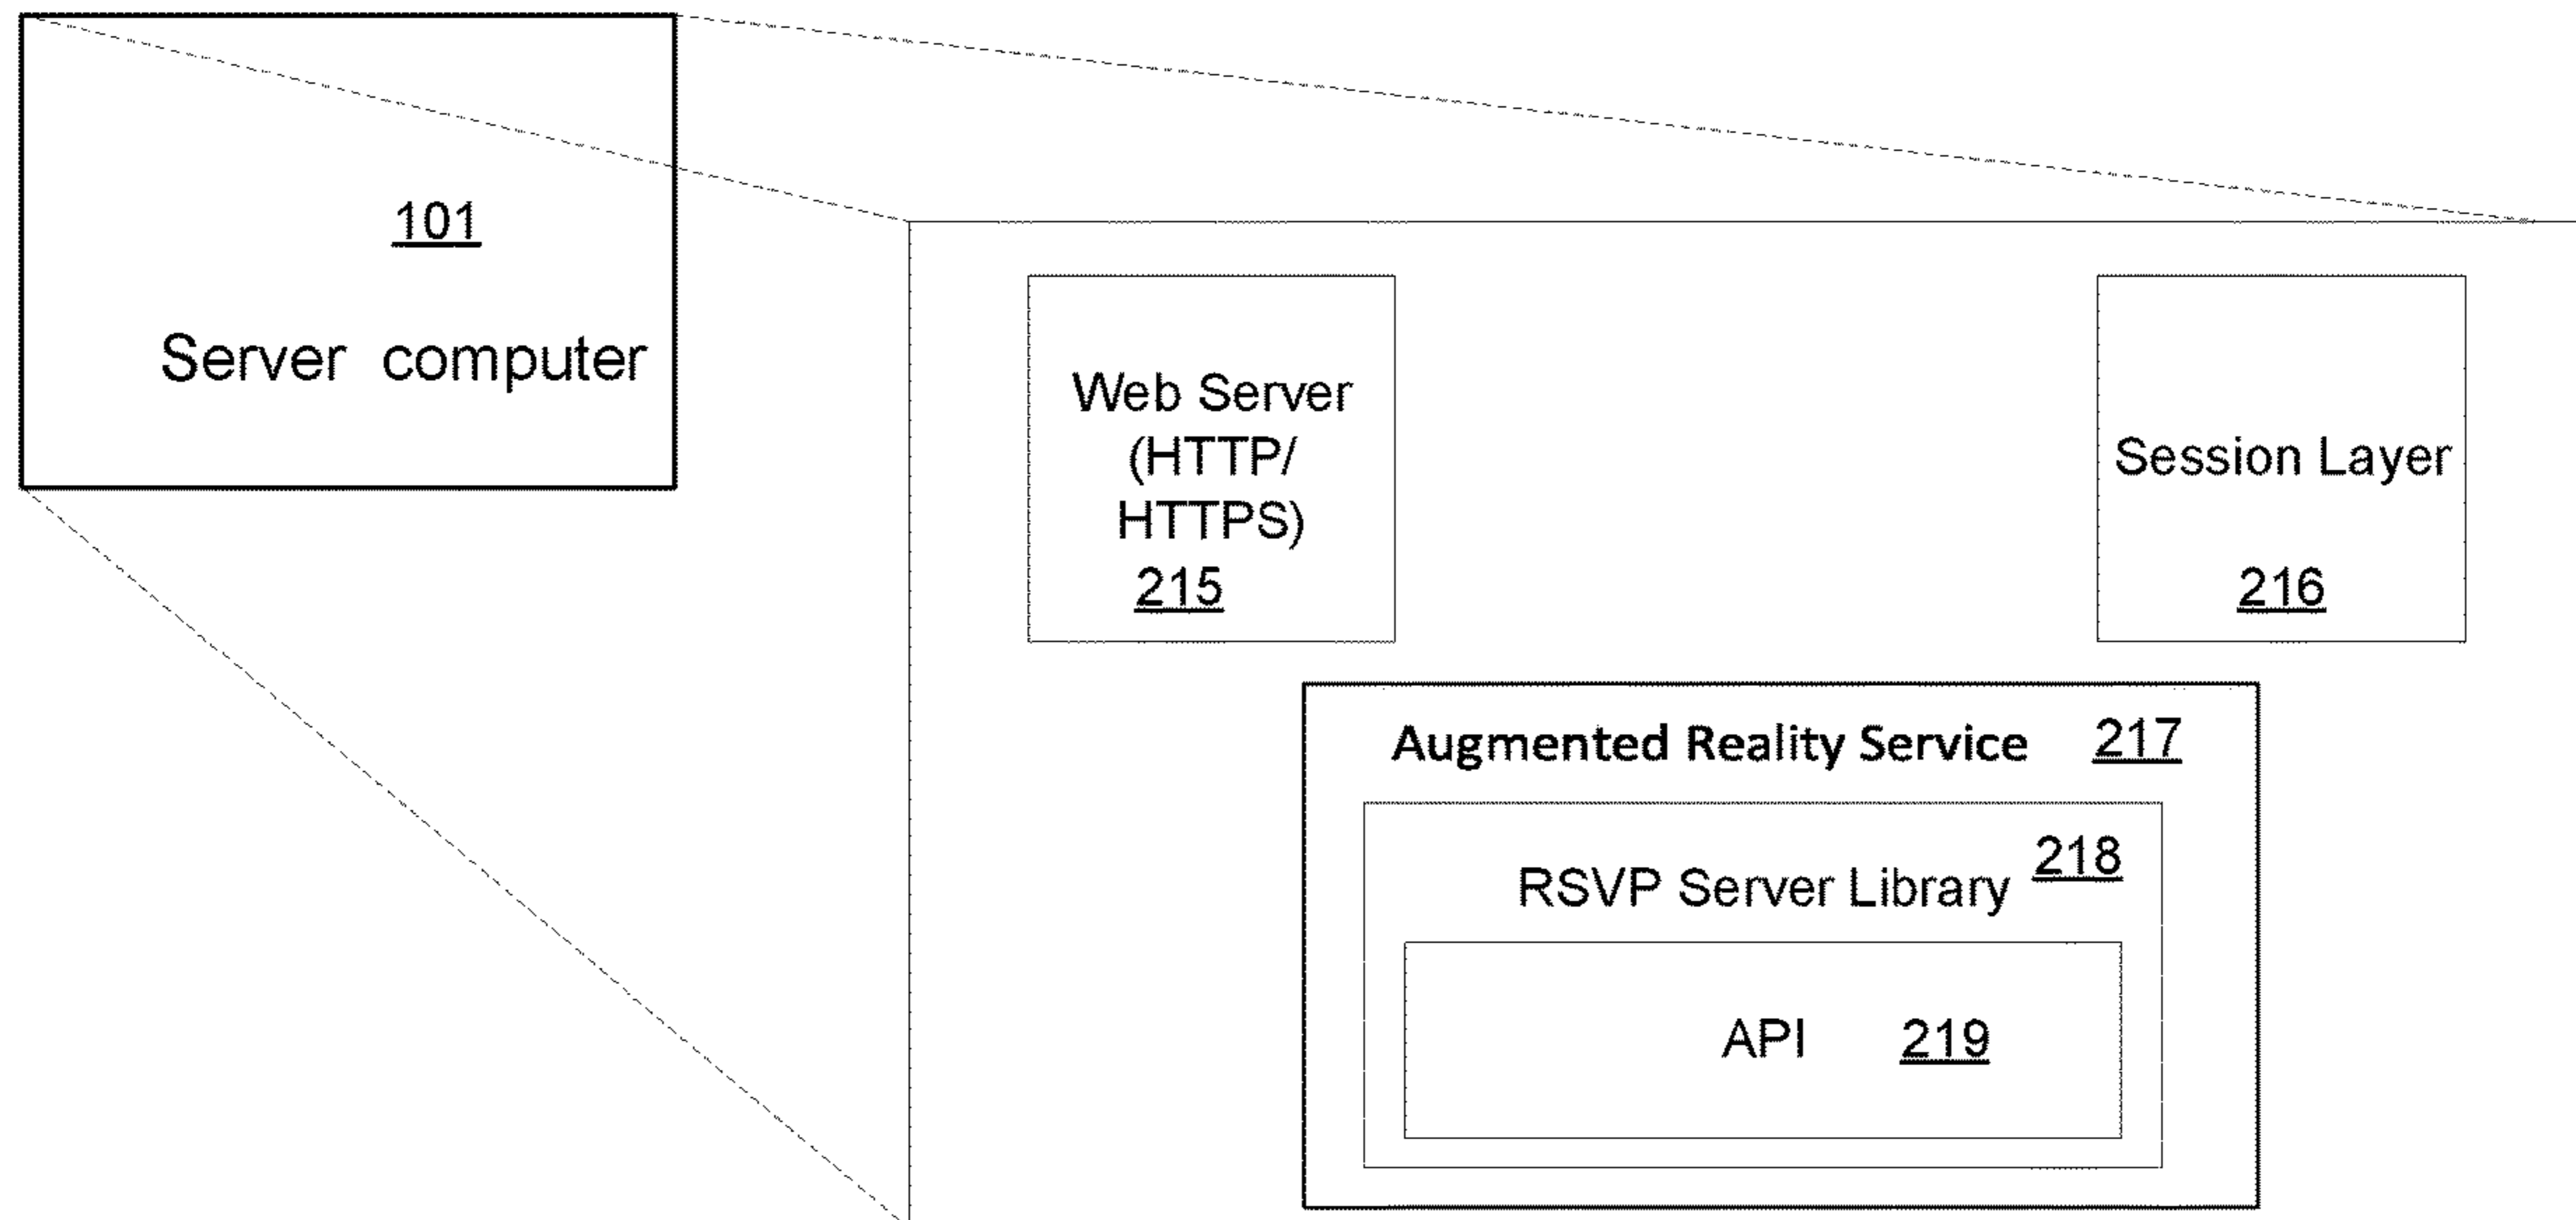 101
Server computer
Web Server
(HTTP/
HTTPS)
215
Session Layer
216
Augmented Reality Service 217
RSVP Server Library 218
API 219